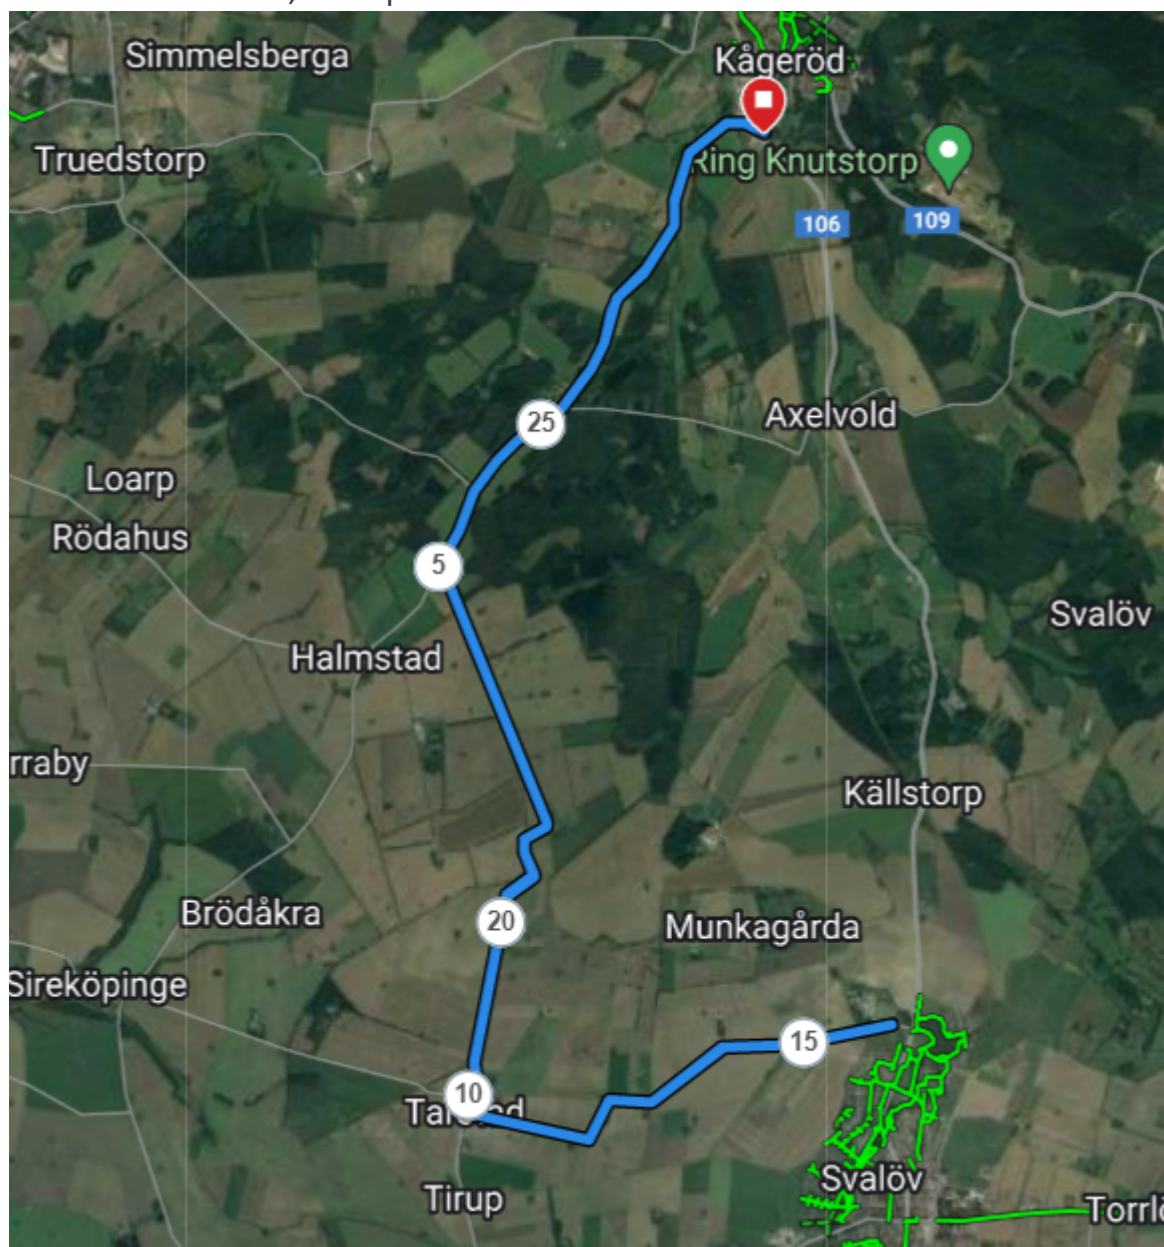 Simmelsberga
Kågeröd
Truedstorp
Ring Knutstorp
106
109
25
Axelvold
Loarp
Rödahus
5
Svalöv
Halmstad
rraby
Källstorp
Brödåkra
20
Munkagårda
Sireköpinge
15
10
Svalöv
Tirup
Torrlö